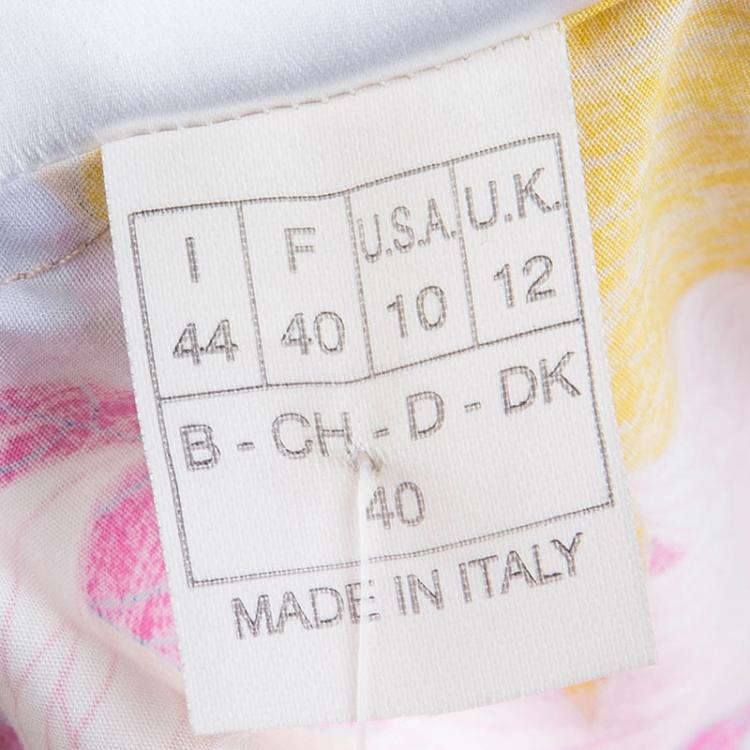 I F U.S.A. U.K.
44 40 10 12
B - CH - D - DK
40
MADE IN ITALY